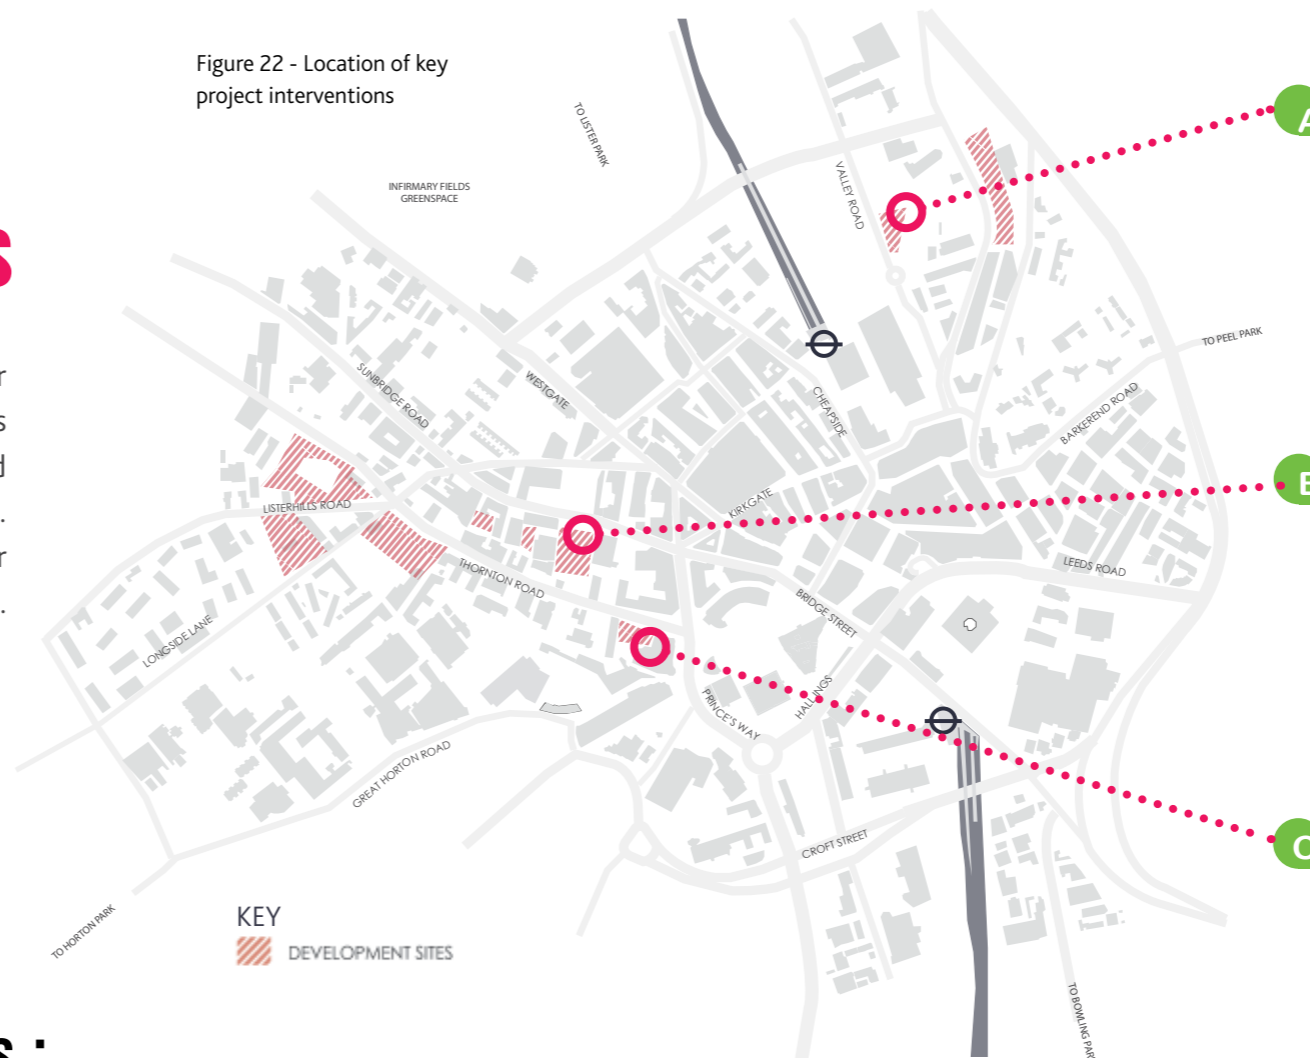 Figure 22 - Location of key
project interventions
TO LISTER PARK
INFIRMARY FIELDS
GREENSPACE
VALLEY ROAD
A
s
TO PEEL PARK
r
s
d
.
r
.
SUNBRIDGE ROAD
WESTGATE
CHEAPSIDE
BARKEREND ROAD
LISTERHILLS ROAD
KIRKGATE
B
THORNTON ROAD
LEEDS ROAD
BRIDGE STREET
LONGSIDE LANE
PRINCE'S WAY
HALLINGS
GREAT HORTON ROAD
CROFT STREET
C
KEY
DEVELOPMENT SITES
TO HORTON PARK
TO BOWLING PAR
s :